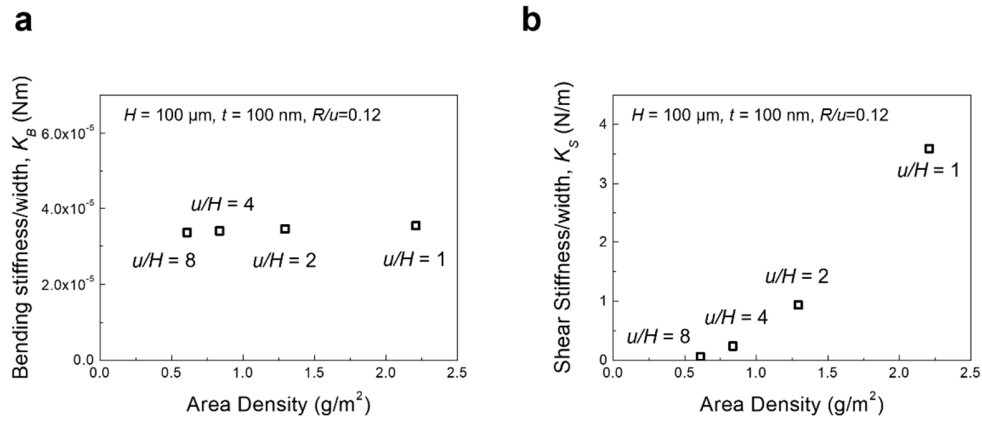 a
Bending stiffness/width, K_B (Nm)
H = 100 μm, t = 100 nm, R/u=0.12
6.0x10⁻⁵
4.0x10⁻⁵
2.0x10⁻⁵
0.0
u/H = 4
u/H = 8
u/H = 2
u/H = 1
0.0 0.5 1.0 1.5 2.0 2.5
Area Density (g/m²)
b
Shear Stiffness/width, K_S (N/m)
H = 100 μm, t = 100 nm, R/u=0.12
4
3
2
1
0
u/H = 1
u/H = 2
u/H = 4
u/H = 8
0.0 0.5 1.0 1.5 2.0 2.5
Area Density (g/m²)